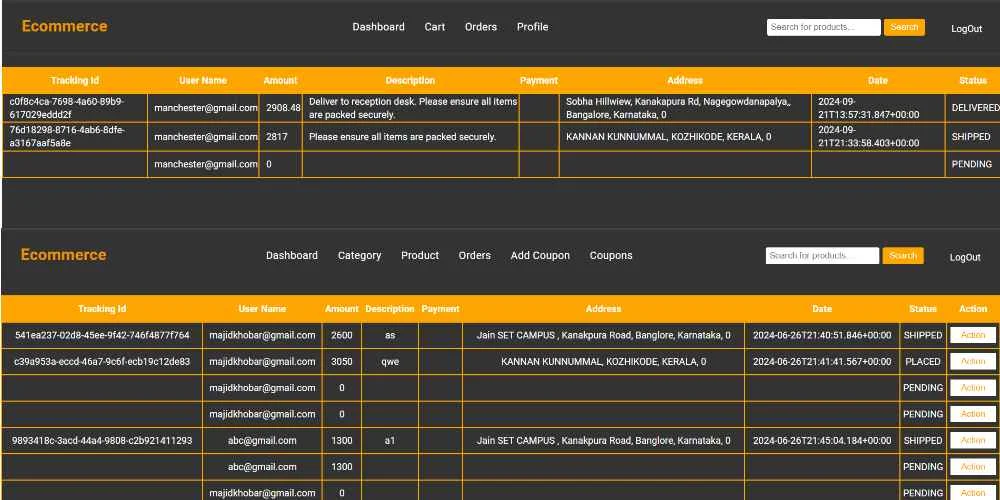 Ecommerce Dashboard Cart Orders Profile Search for products... Search LogOut
Tracking Id User Name Amount Description Payment Address Date Status
c0f8c4ca-7698-4a60-89b9- Deliver to reception desk. Please ensure all items Sobha Hillwiew, Kanakapura Rd, Nagegowdanapalya,, 2024-09-
617029eddd2f manchester@gmail.com 2908.48 are packed securely. Bangalore, Karnataka, 0 21T13:57:31.847+00:00 DELIVERED
76d18298-8716-4ab6-8dfe- 2024-09-
a3167aaf5a8e manchester@gmail.com 2817 Please ensure all items are packed securely. KANNAN KUNNUMMAL, KOZHIKODE, KERALA, 0 21T21:33:58.403+00:00 SHIPPED
manchester@gmail.com 0 PENDING
Ecommerce Dashboard Category Product Orders Add Coupon Coupons Search for products... Search LogOut
Tracking Id User Name Amount Description Payment Address Date Status Action
541ea237-02d8-45ee-9f42-746f4877f764 majidkhobar@gmail.com 2600 as Jain SET CAMPUS , Kanakpura Road, Banglore, Karnataka, 0 2024-06-26T21:40:51.846+00:00 SHIPPED Action
c39a953a-eccd-46a7-9c6f-ecb19c12de83 majidkhobar@gmail.com 3050 qwe KANNAN KUNNUMMAL, KOZHIKODE, KERALA, 0 2024-06-26T21:41:41.567+00:00 PLACED Action
majidkhobar@gmail.com 0 PENDING Action
majidkhobar@gmail.com 0 PENDING Action
9893418c-3acd-44a4-9808-c2b921411293 abc@gmail.com 1300 a1 Jain SET CAMPUS , Kanakpura Road, Banglore, Karnataka, 0 2024-06-26T21:45:04.184+00:00 SHIPPED Action
abc@gmail.com 1300 PENDING Action
majidkhobar@gmail.com 0 PENDING Action